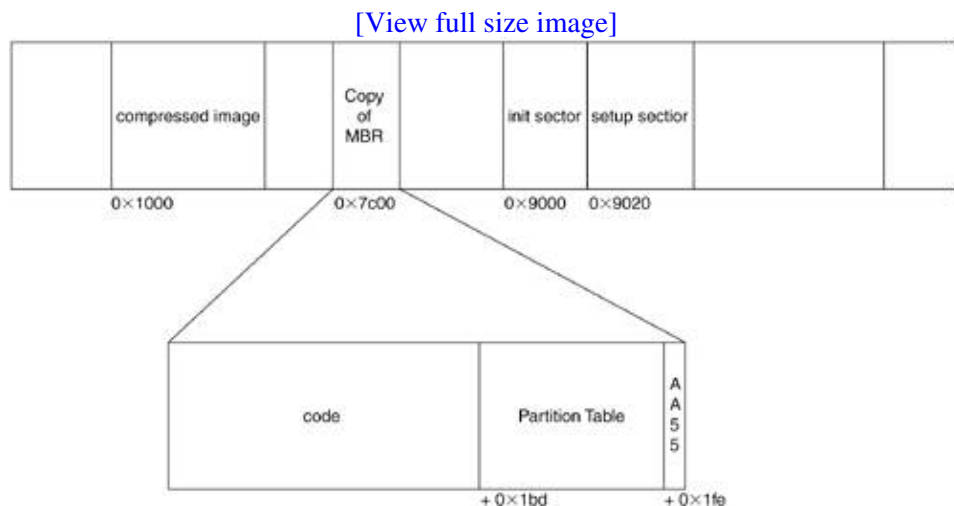 [View full size image]
compressed image
Copy
of
MBR
init sector
setup sectior
0×1000
0×7c00
0×9000
0×9020
code
Partition Table
A
A
5
5
+ 0×1bd
+ 0×1fe